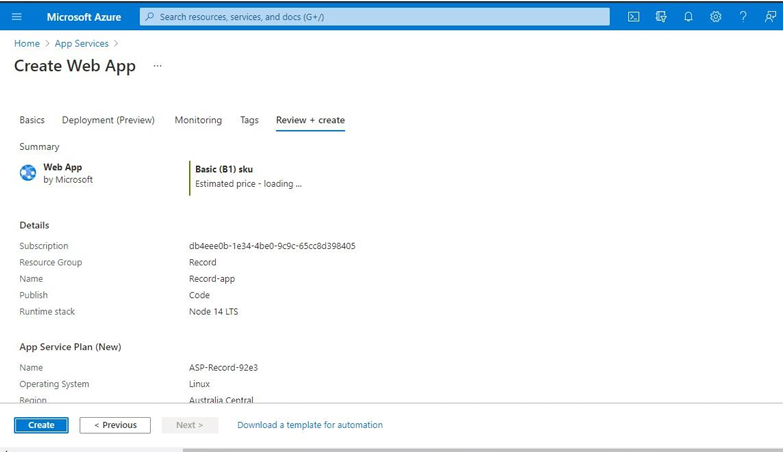 Microsoft Azure
Search resources, services, and docs (G+/)
Home > App Services >
Create Web App ...
Basics Deployment (Preview) Monitoring Tags Review + create
Summary
Web App
by Microsoft
Basic (B1) sku
Estimated price - loading ...
Details
Subscription db4eee0b-1e34-4be0-9c9c-65cc8d398405
Resource Group Record
Name Record-app
Publish Code
Runtime stack Node 14 LTS
App Service Plan (New)
Name ASP-Record-92e3
Operating System Linux
Region Australia Central
Create < Previous Next > Download a template for automation